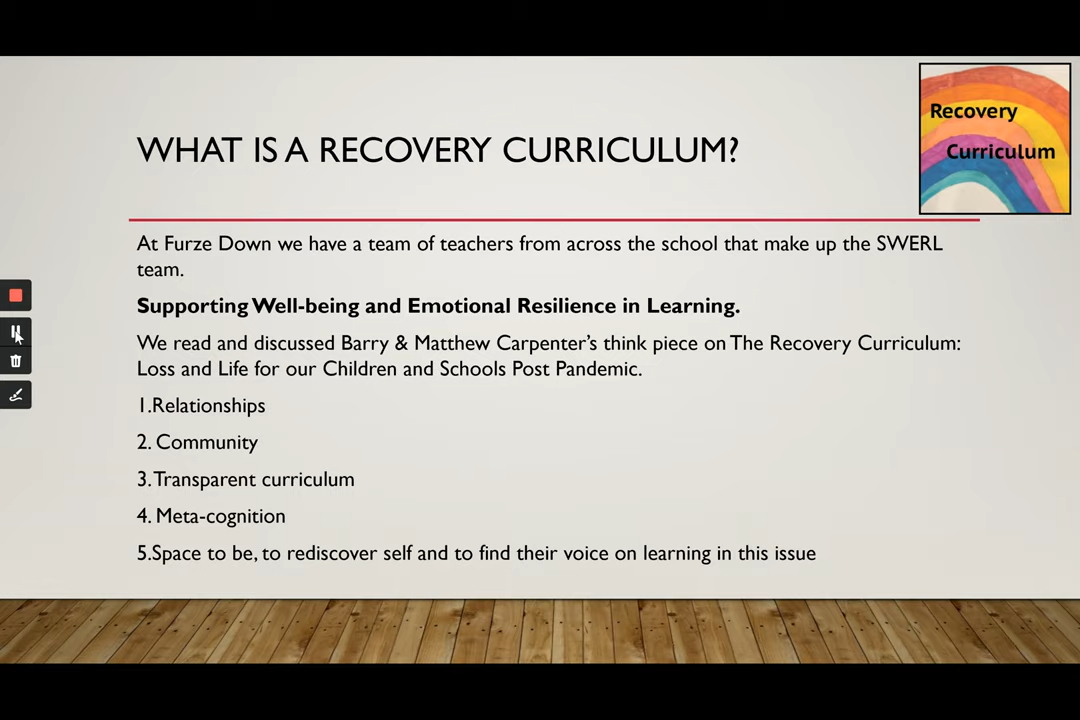 Recovery
Curriculum
WHAT IS A RECOVERY CURRICULUM?
At Furze Down we have a team of teachers from across the school that make up the SWERL
team.
Supporting Well-being and Emotional Resilience in Learning.
We read and discussed Barry & Matthew Carpenter’s think piece on The Recovery Curriculum:
Loss and Life for our Children and Schools Post Pandemic.
1.Relationships
2. Community
3. Transparent curriculum
4. Meta-cognition
5.Space to be, to rediscover self and to find their voice on learning in this issue